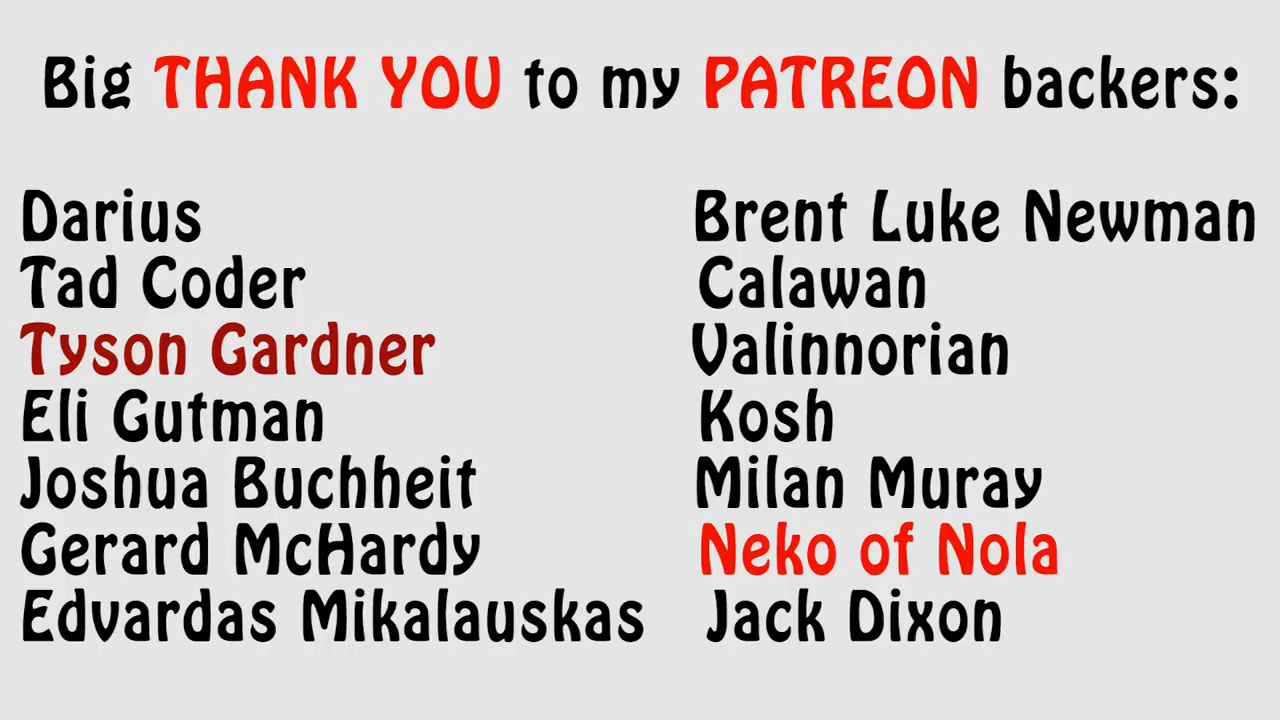 Big THANK YOU to my PATREON backers:
Darius
Tad Coder
Tyson Gardner
Eli Gutman
Joshua Buchheit
Gerard McHardy
Edvardas Mikalauskas
Brent Luke Newman
Calawan
Valinnorian
Kosh
Milan Muray
Neko of Nola
Jack Dixon